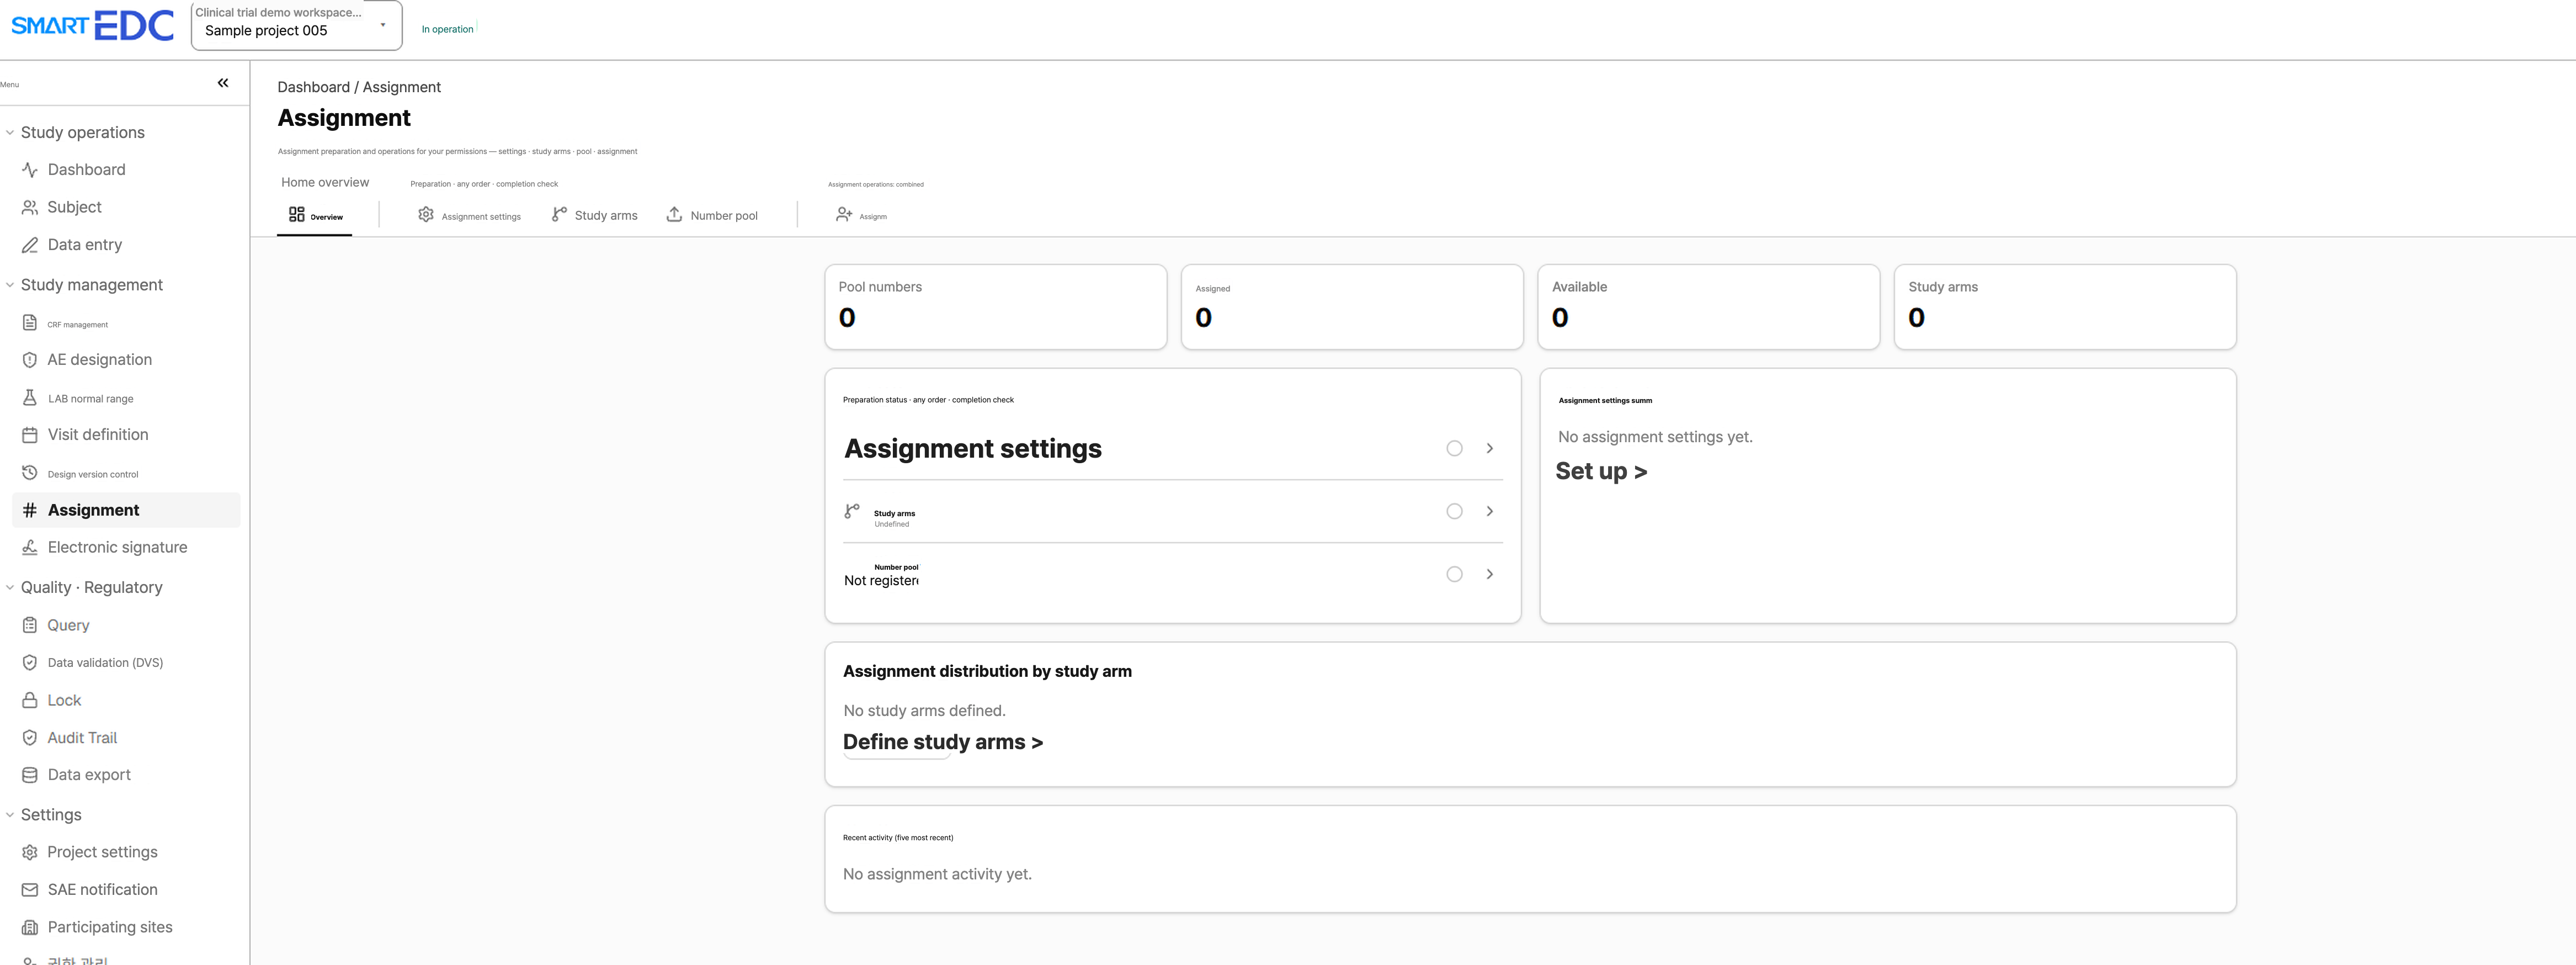 SMART EDC
Clinical trial demo workspace...
Sample project 005
In operation
Menu
Study operations
Dashboard
Subject
Data entry
Study management
CRF management
AE designation
LAB normal range
Visit definition
Design version control
Assignment
Electronic signature
Quality · Regulatory
Query
Data validation (DVS)
Lock
Audit Trail
Data export
Settings
Project settings
SAE notification
Participating sites
권한 관리
Dashboard / Assignment
Assignment
Assignment preparation and operations for your permissions — settings · study arms · pool · assignment
Home overview
Preparation · any order · completion check
Assignment operations: combined
Overview
Assignment settings
Study arms
Number pool
Assignm
Pool numbers
0
Assigned
0
Available
0
Study arms
0
Preparation status · any order · completion check
Assignment settings
Study arms
Undefined
Number pool
Not register
Assignment settings summ
No assignment settings yet.
Set up >
Assignment distribution by study arm
No study arms defined.
Define study arms >
Recent activity (five most recent)
No assignment activity yet.